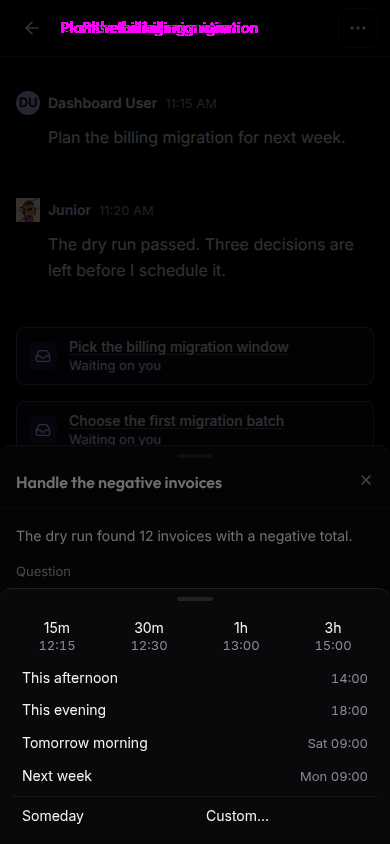 DU Dashboard User 11:15 AM
Plan the billing migration for next week.
Junior 11:20 AM
The dry run passed. Three decisions are
left before I schedule it.
Pick the billing migration window
Waiting on you
Choose the first migration batch
Waiting on you
Handle the negative invoices
The dry run found 12 invoices with a negative total.
Question
15m 30m 1h 3h
12:15 12:30 13:00 15:00
This afternoon 14:00
This evening 18:00
Tomorrow morning Sat 09:00
Next week Mon 09:00
Someday Custom...